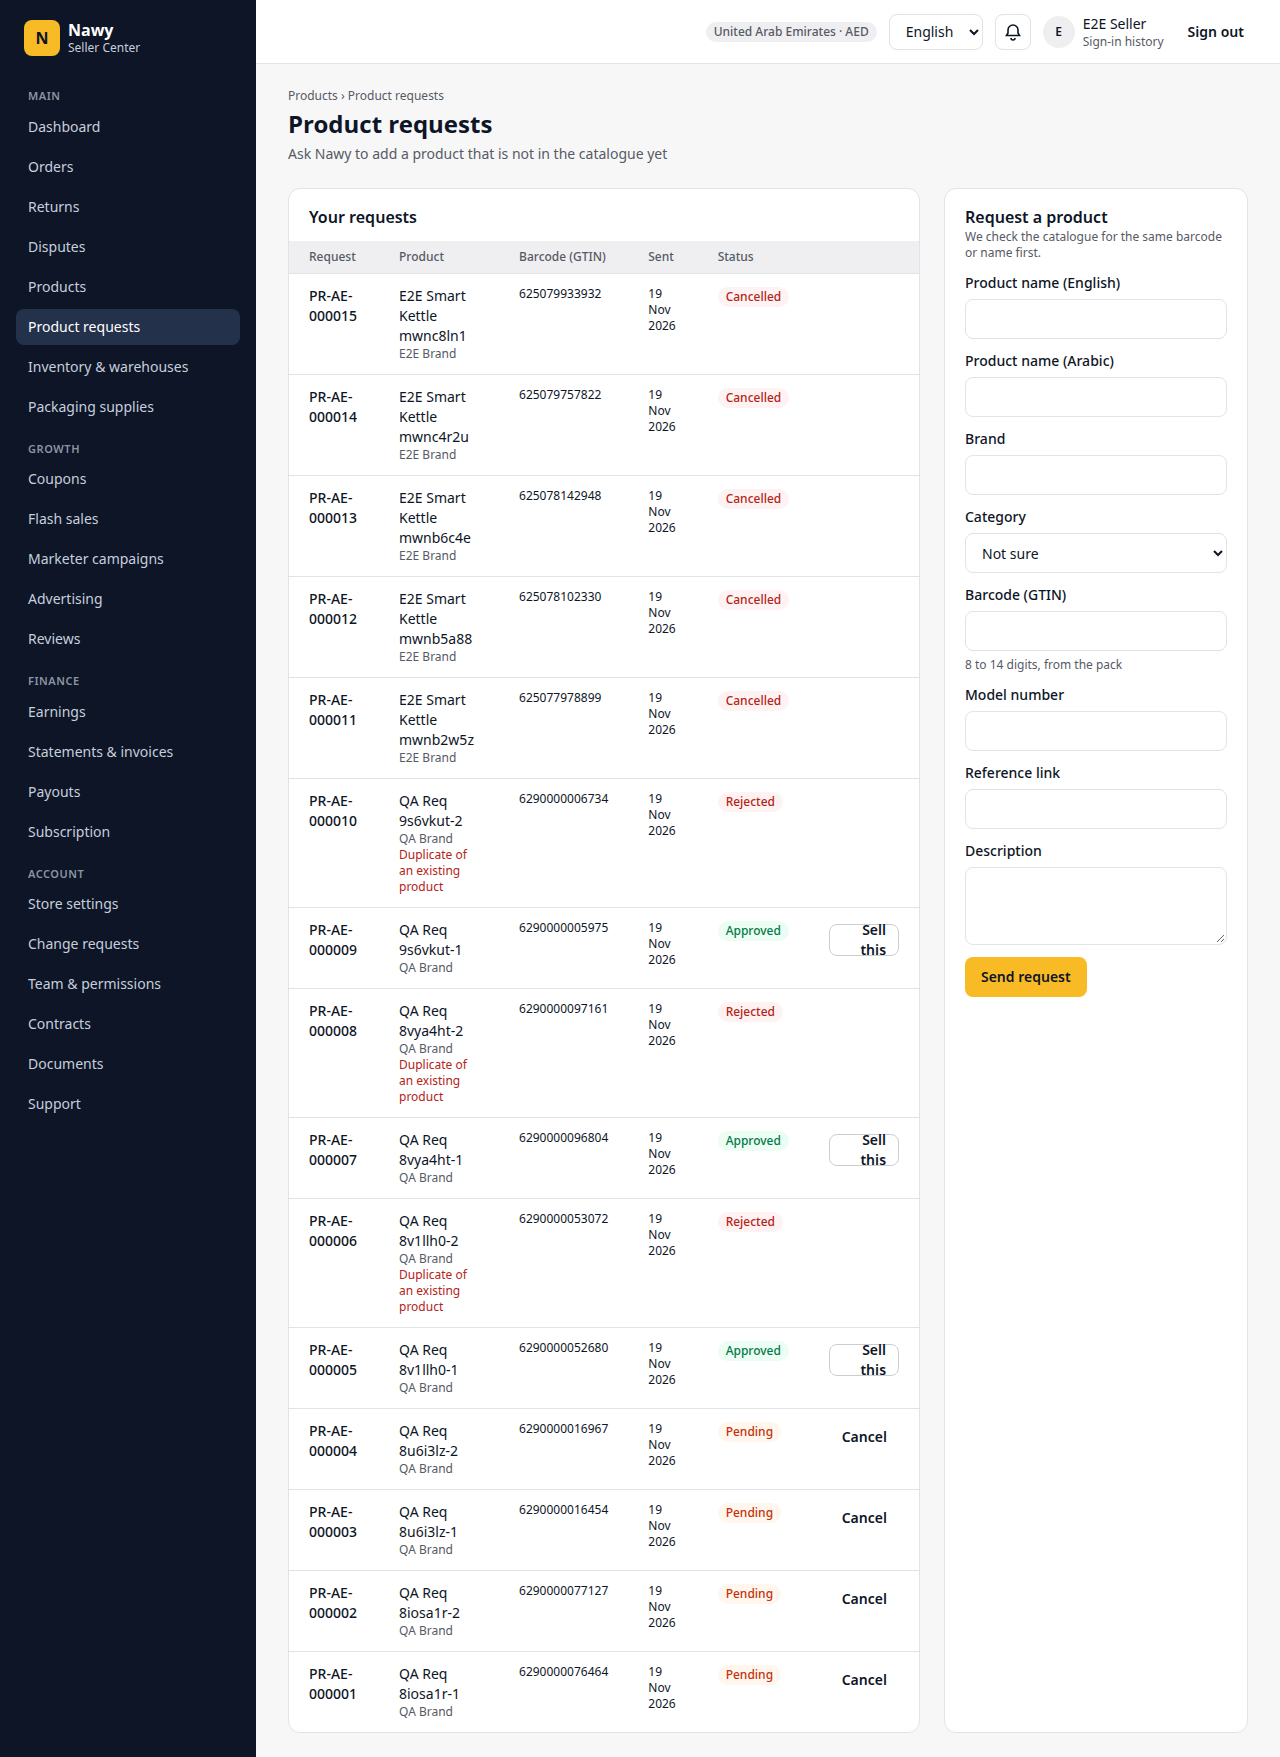 N
Nawy
Seller Center
MAIN
Dashboard
Orders
Returns
Disputes
Products
Product requests
Inventory & warehouses
Packaging supplies
GROWTH
Coupons
Flash sales
Marketer campaigns
Advertising
Reviews
FINANCE
Earnings
Statements & invoices
Payouts
Subscription
ACCOUNT
Store settings
Change requests
Team & permissions
Contracts
Documents
Support
United Arab Emirates · AED
English
E
E2E Seller
Sign-in history
Sign out
Products › Product requests
Product requests
Ask Nawy to add a product that is not in the catalogue yet
Your requests
Request Product Barcode (GTIN) Sent Status
PR-AE-000015 E2E Smart Kettle mwnc8ln1 E2E Brand 625079933932 19 Nov 2026 Cancelled
PR-AE-000014 E2E Smart Kettle mwnc4r2u E2E Brand 625079757822 19 Nov 2026 Cancelled
PR-AE-000013 E2E Smart Kettle mwnb6c4e E2E Brand 625078142948 19 Nov 2026 Cancelled
PR-AE-000012 E2E Smart Kettle mwnb5a88 E2E Brand 625078102330 19 Nov 2026 Cancelled
PR-AE-000011 E2E Smart Kettle mwnb2w5z E2E Brand 625077978899 19 Nov 2026 Cancelled
PR-AE-000010 QA Req 9s6vkut-2 QA Brand Duplicate of an existing product 6290000006734 19 Nov 2026 Rejected
PR-AE-000009 QA Req 9s6vkut-1 QA Brand 6290000005975 19 Nov 2026 Approved Sell this
PR-AE-000008 QA Req 8vya4ht-2 QA Brand Duplicate of an existing product 6290000097161 19 Nov 2026 Rejected
PR-AE-000007 QA Req 8vya4ht-1 QA Brand 6290000096804 19 Nov 2026 Approved Sell this
PR-AE-000006 QA Req 8v1llh0-2 QA Brand Duplicate of an existing product 6290000053072 19 Nov 2026 Rejected
PR-AE-000005 QA Req 8v1llh0-1 QA Brand 6290000052680 19 Nov 2026 Approved Sell this
PR-AE-000004 QA Req 8u6i3lz-2 QA Brand 6290000016967 19 Nov 2026 Pending Cancel
PR-AE-000003 QA Req 8u6i3lz-1 QA Brand 6290000016454 19 Nov 2026 Pending Cancel
PR-AE-000002 QA Req 8iosa1r-2 QA Brand 6290000077127 19 Nov 2026 Pending Cancel
PR-AE-000001 QA Req 8iosa1r-1 QA Brand 6290000076464 19 Nov 2026 Pending Cancel
Request a product
We check the catalogue for the same barcode
or name first.
Product name (English)
Product name (Arabic)
Brand
Category
Not sure
Barcode (GTIN)
8 to 14 digits, from the pack
Model number
Reference link
Description
Send request